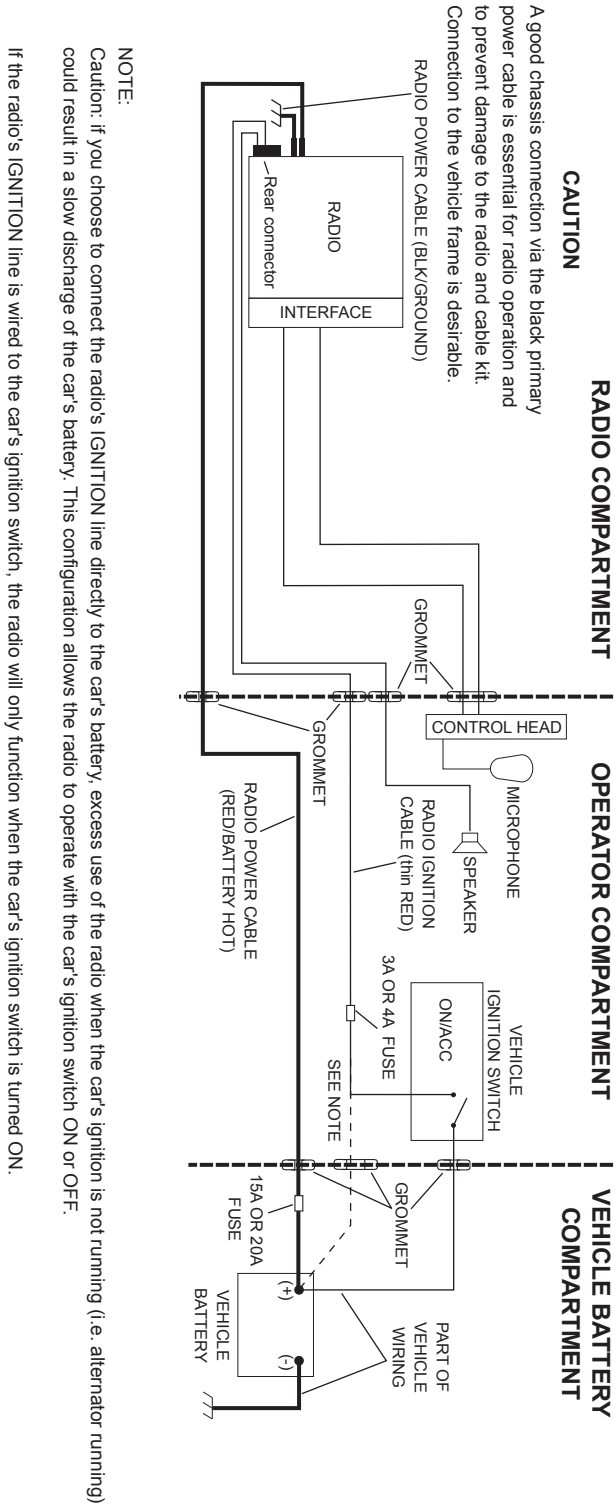 RADIO COMPARTMENT
OPERATOR COMPARTMENT
VEHICLE BATTERY
COMPARTMENT
CAUTION
A good chassis connection via the black primary
power cable is essential for radio operation and
to prevent damage to the radio and cable kit.
Connection to the vehicle frame is desirable.
RADIO POWER CABLE (BLK/GROUND)
RADIO
Rear connector
INTERFACE
GROMMET
GROMMET
CONTROL HEAD
MICROPHONE
SPEAKER
RADIO IGNITION
CABLE (thin RED)
RADIO POWER CABLE
(RED/BATTERY HOT)
VEHICLE
IGNITION SWITCH
ON/ACC
3A OR 4A FUSE
SEE NOTE
GROMMET
15A OR 20A
FUSE
PART OF
VEHICLE
WIRING
(+)
(-)
VEHICLE
BATTERY
NOTE:
Caution: if you choose to connect the radio's IGNITION line directly to the car's battery, excess use of the radio when the car's ignition is not running (i.e. alternator running)
could result in a slow discharge of the car's battery. This configuration allows the radio to operate with the car's ignition switch ON or OFF.
If the radio's IGNITION line is wired to the car's ignition switch, the radio will only function when the car's ignition switch is turned ON.